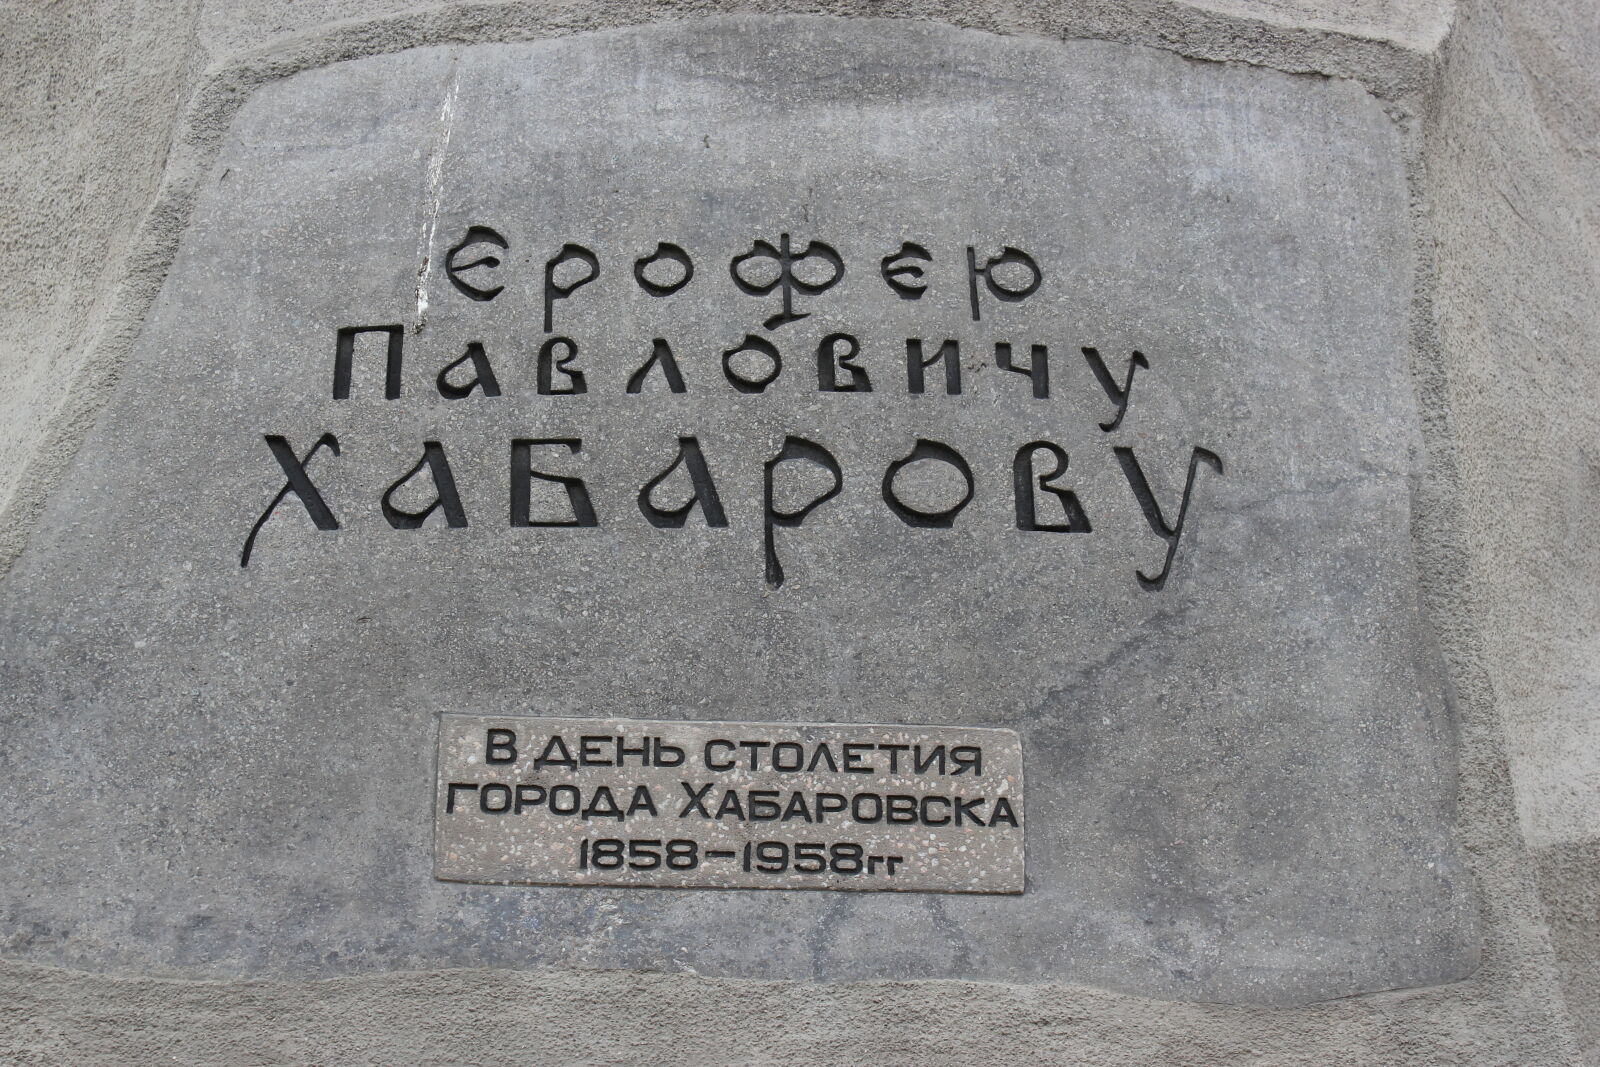 Ерофею
Павловичу
Хабарову
В ДЕНЬ СТОЛЕТИЯ
ГОРОДА ХАБАРОВСКА
1858-1958гг